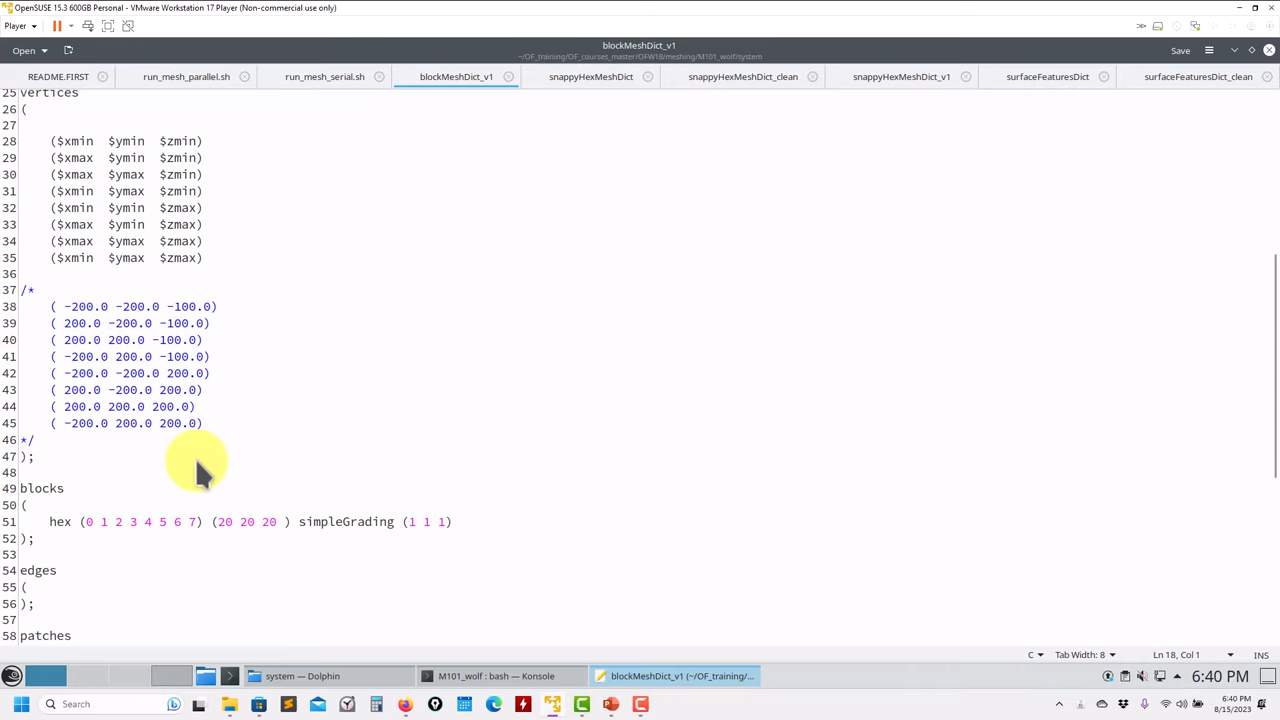 OpenSUSE 15.3 600GB Personal - VMware Workstation 17 Player (Non-commercial use only)
Player
Open
blockMeshDict_v1
~/OF_training/OF_courses_master/OFW18/meshing/M101_wolf/system
Save
README.FIRST
run_mesh_parallel.sh
run_mesh_serial.sh
blockMeshDict_v1
snappyHexMeshDict
snappyHexMeshDict_clean
snappyHexMeshDict_v1
surfaceFeaturesDict
surfaceFeaturesDict_clean
25 vertices
26 (
27
28 ($xmin $ymin $zmin)
29 ($xmax $ymin $zmin)
30 ($xmax $ymax $zmin)
31 ($xmin $ymax $zmin)
32 ($xmin $ymin $zmax)
33 ($xmax $ymin $zmax)
34 ($xmax $ymax $zmax)
35 ($xmin $ymax $zmax)
36
37 /*
38 ( -200.0 -200.0 -100.0)
39 ( 200.0 -200.0 -100.0)
40 ( 200.0 200.0 -100.0)
41 ( -200.0 200.0 -100.0)
42 ( -200.0 -200.0 200.0)
43 ( 200.0 -200.0 200.0)
44 ( 200.0 200.0 200.0)
45 ( -200.0 200.0 200.0)
46 */
47 );
48
49 blocks
50 (
51 hex (0 1 2 3 4 5 6 7) (20 20 20 ) simpleGrading (1 1 1)
52 );
53
54 edges
55 (
56 );
57
58 patches
C
Tab Width: 8
Ln 18, Col 1
INS
system — Dolphin
M101_wolf : bash — Konsole
blockMeshDict_v1 (~/OF_training/...
6:40 PM
Search
6:40 PM
8/15/2023